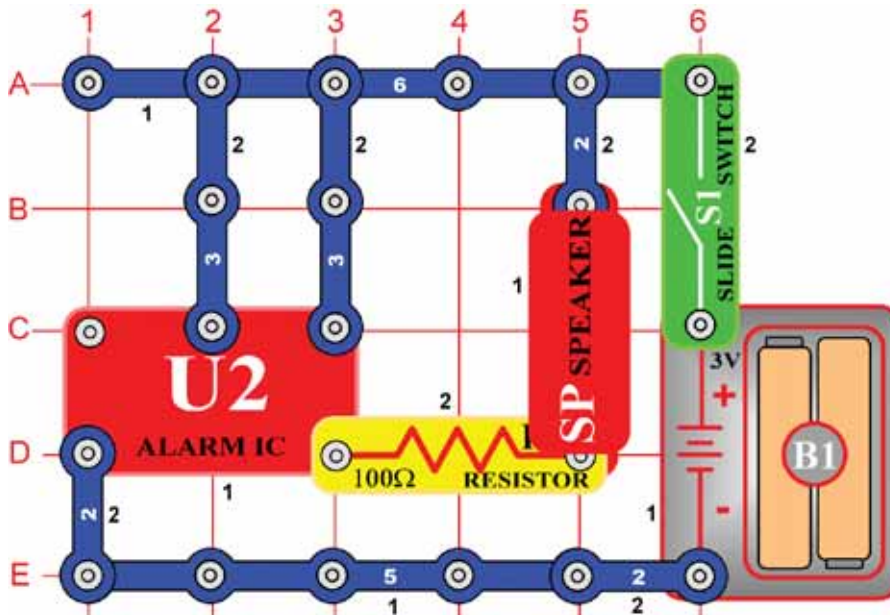 1 2 3 4 5 6
A
6
1
2 2 2 2 2
S1 SLIDE SWITCH
B
3 3
1
SP SPEAKER
C
U2
ALARM IC
3V
+
2
D
100Ω RESISTOR
B1
-
2 2
1
1
E
5 2
1 2